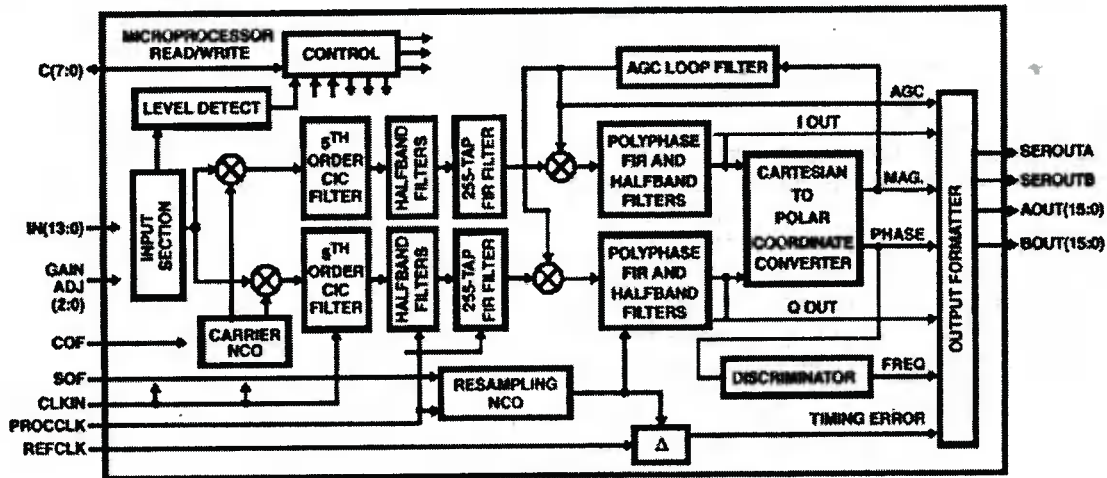 MICROPROCESSOR
READ/WRITE
C(7:0)
CONTROL
AGC LOOP FILTER
LEVEL DETECT
AGC
I OUT
5TH
ORDER
CIC
FILTER
HALFBAND
FILTERS
255-TAP
FIR FILTER
POLYPHASE
FIR AND
HALFBAND
FILTERS
CARTESIAN
TO
POLAR
COORDINATE
CONVERTER
MAG.
PHASE
SEROUTA
SEROUTB
AOUT(15:0)
BOUT(15:0)
OUTPUT FORMATTER
IN(13:0)
INPUT
SECTION
GAIN
ADJ
(2:0)
5TH
ORDER
CIC
FILTER
HALFBAND
FILTERS
255-TAP
FIR FILTER
POLYPHASE
FIR AND
HALFBAND
FILTERS
Q OUT
COF
CARRIER
NCO
SOF
CLKIN
PROCCLK
REFCLK
RESAMPLING
NCO
DISCRIMINATOR
FREQ
TIMING ERROR
Δ